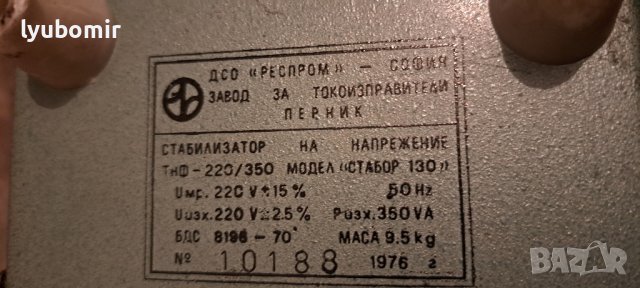 lyubomir
ДСО "РЕСПРОМ" - СОФИЯ
ЗАВОД ЗА ТОКОИЗПРАВИТЕЛИ
ПЕРНИК
СТАБИЛИЗАТОР НА НАПРЕЖЕНИЕ
ТНФ-220/350 МОДЕЛ "СТАБОР 130"
Uмр. 220 V ± 15 % 50 Hz
Uизх. 220 V ± 2.5 % Pизх. 350 VA
БДС 8196 - 70 МАСА 9.5 kg
№ 10188 1976 г
BAZAR.bg